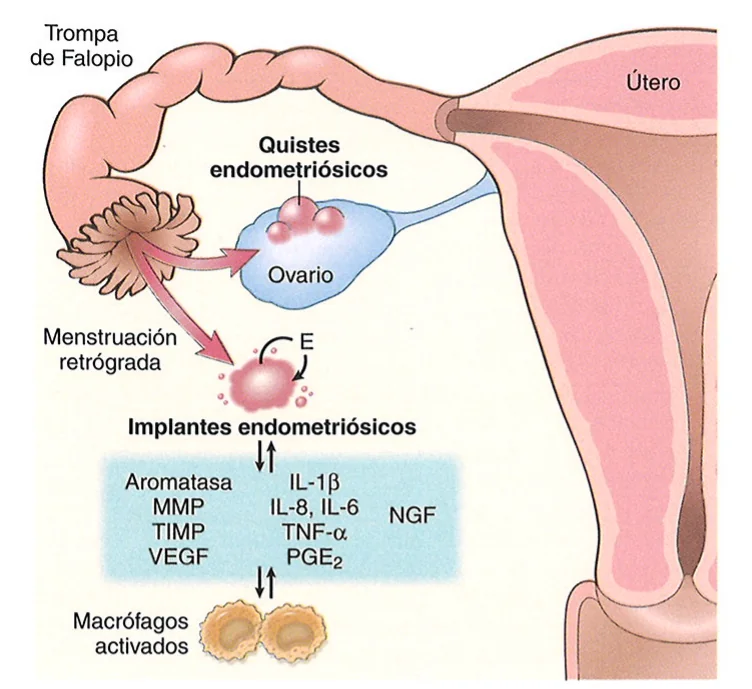 Trompa
de Falopio
Útero
Quistes
endometriósicos
Ovario
Menstruación
retrógrada
E
Implantes endometriósicos
Aromatasa
MMP
TIMP
VEGF
IL-1β
IL-8, IL-6
TNF-α
PGE₂
NGF
Macrófagos
activados